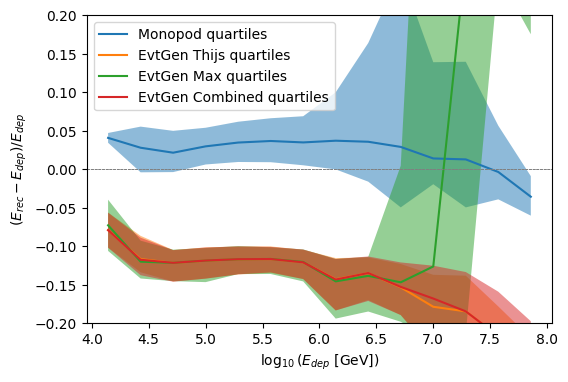 0.20
0.15
0.10
0.05
0.00
−0.05
−0.10
−0.15
−0.20
(E_rec − E_dep)/E_dep
Monopod quartiles
EvtGen Thijs quartiles
EvtGen Max quartiles
EvtGen Combined quartiles
4.0 4.5 5.0 5.5 6.0 6.5 7.0 7.5 8.0
log10 (E_dep [GeV])